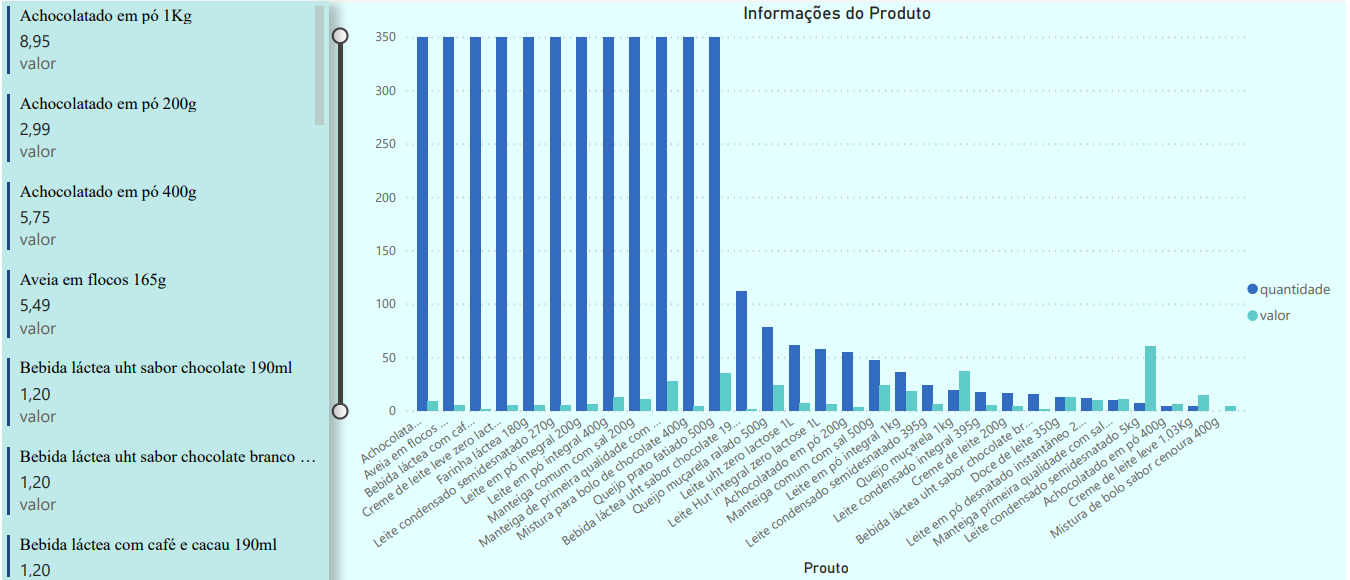 Achocolatado em pó 1Kg
8,95
valor
Achocolatado em pó 200g
2,99
valor
Achocolatado em pó 400g
5,75
valor
Aveia em flocos 165g
5,49
valor
Bebida láctea uht sabor chocolate 190ml
1,20
valor
Bebida láctea uht sabor chocolate branco …
1,20
valor
Bebida láctea com café e cacau 190ml
1,20
Informações do Produto
350
300
250
200
150
100
50
0
Achocolata…
Aveia em flocos …
Bebida láctea com caf…
Creme de leite leve zero lact…
Farinha láctea 180g
Leite condensado semidesnatado 270g
Leite em pó integral 200g
Leite em pó integral 400g
Manteiga comum com sal 200g
Manteiga de primeira qualidade com …
Mistura para bolo de chocolate 400g
Queijo prato fatiado 500g
Bebida láctea uht sabor chocolate 19…
Queijo muçarela ralado 500g
Leite uht zero lactose 1L
Leite Hut integral zero lactose 1L
Achocolatado em pó 200g
Manteiga comum com sal 500g
Leite em pó integral 1kg
Leite condensado semidesnatado 395g
Queijo muçarela 1kg
Leite condensado integral 395g
Creme de leite 200g
Bebida láctea uht sabor chocolate br…
Doce de leite 350g
Leite em pó desnatado instantâneo 2…
Manteiga primeira qualidade com sal…
Leite condensado semidesnatado 5kg
Achocolatado em pó 400g
Creme de leite leve 1.03Kg
Mistura de bolo sabor cenoura 400g
Prouto
quantidade
valor